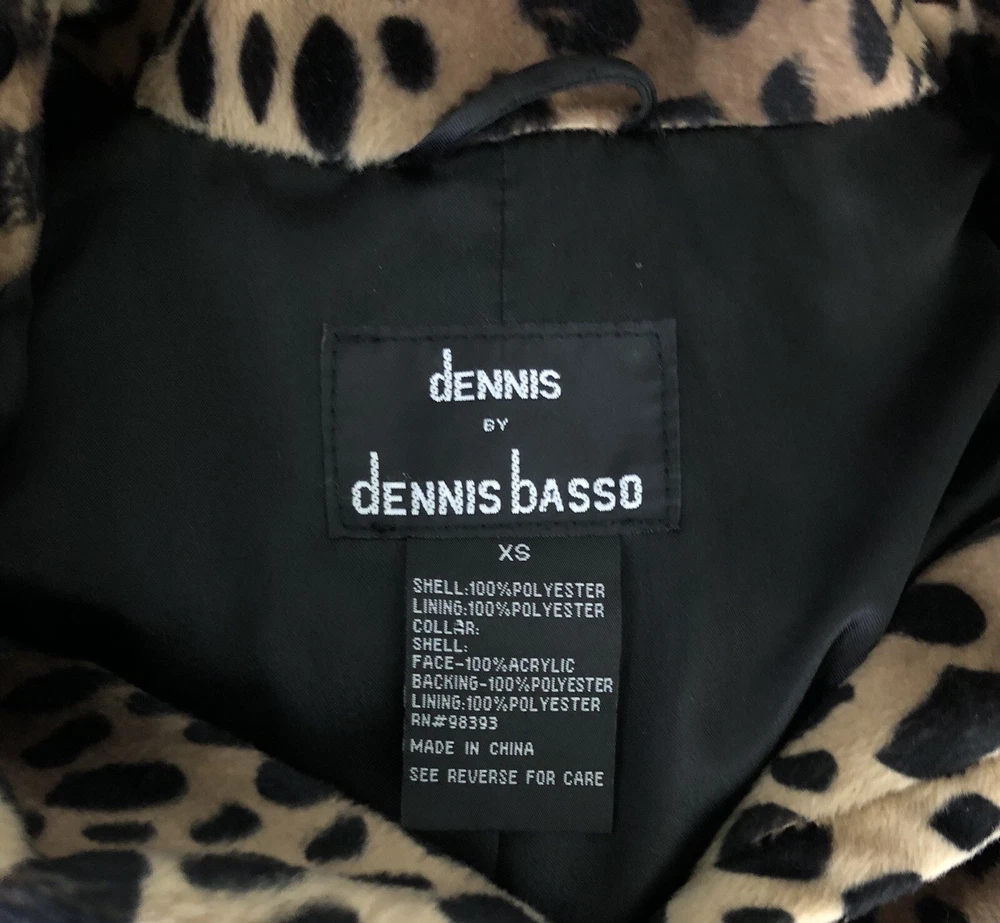 dENNIS
BY
dENNIS bASSO
XS
SHELL:100%POLYESTER
LINING:100%POLYESTER
COLLAR:
SHELL:
FACE-100%ACRYLIC
BACKING-100%POLYESTER
LINING:100%POLYESTER
RN#98393
MADE IN CHINA
SEE REVERSE FOR CARE